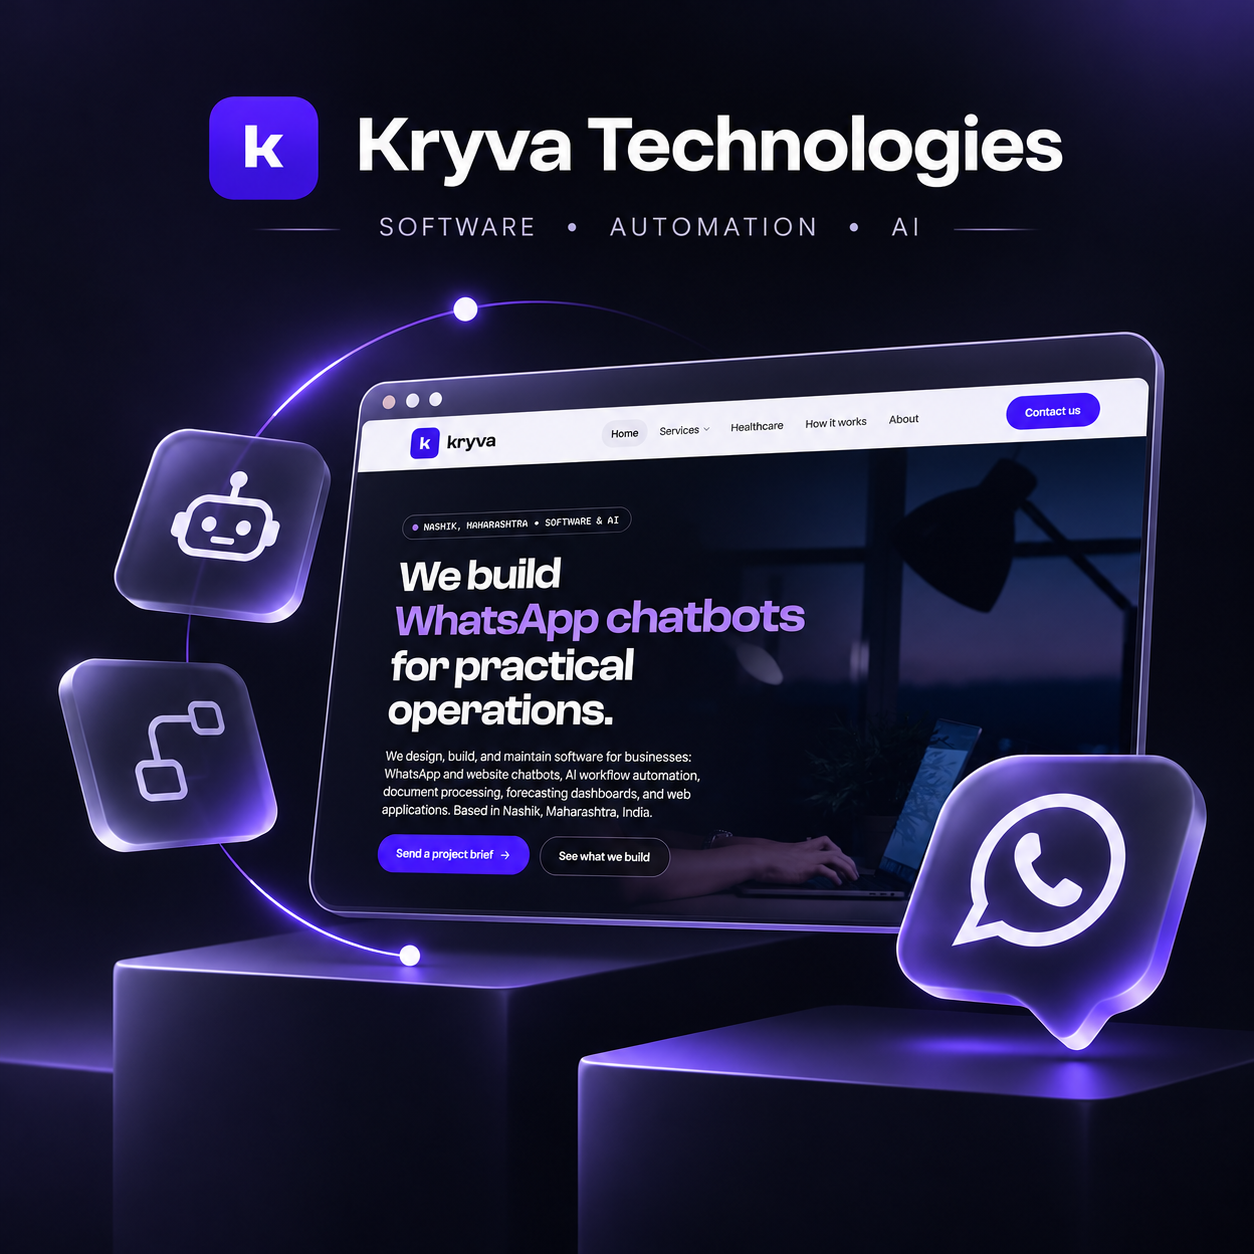 k
Kryva Technologies
SOFTWARE • AUTOMATION • AI
k kryva
Home Services Healthcare How it works About Contact us
NASHIK, MAHARASHTRA • SOFTWARE & AI
We build
WhatsApp chatbots
for practical
operations.
We design, build, and maintain software for businesses:
WhatsApp and website chatbots, AI workflow automation,
document processing, forecasting dashboards, and web
applications. Based in Nashik, Maharashtra, India.
Send a project brief → See what we build